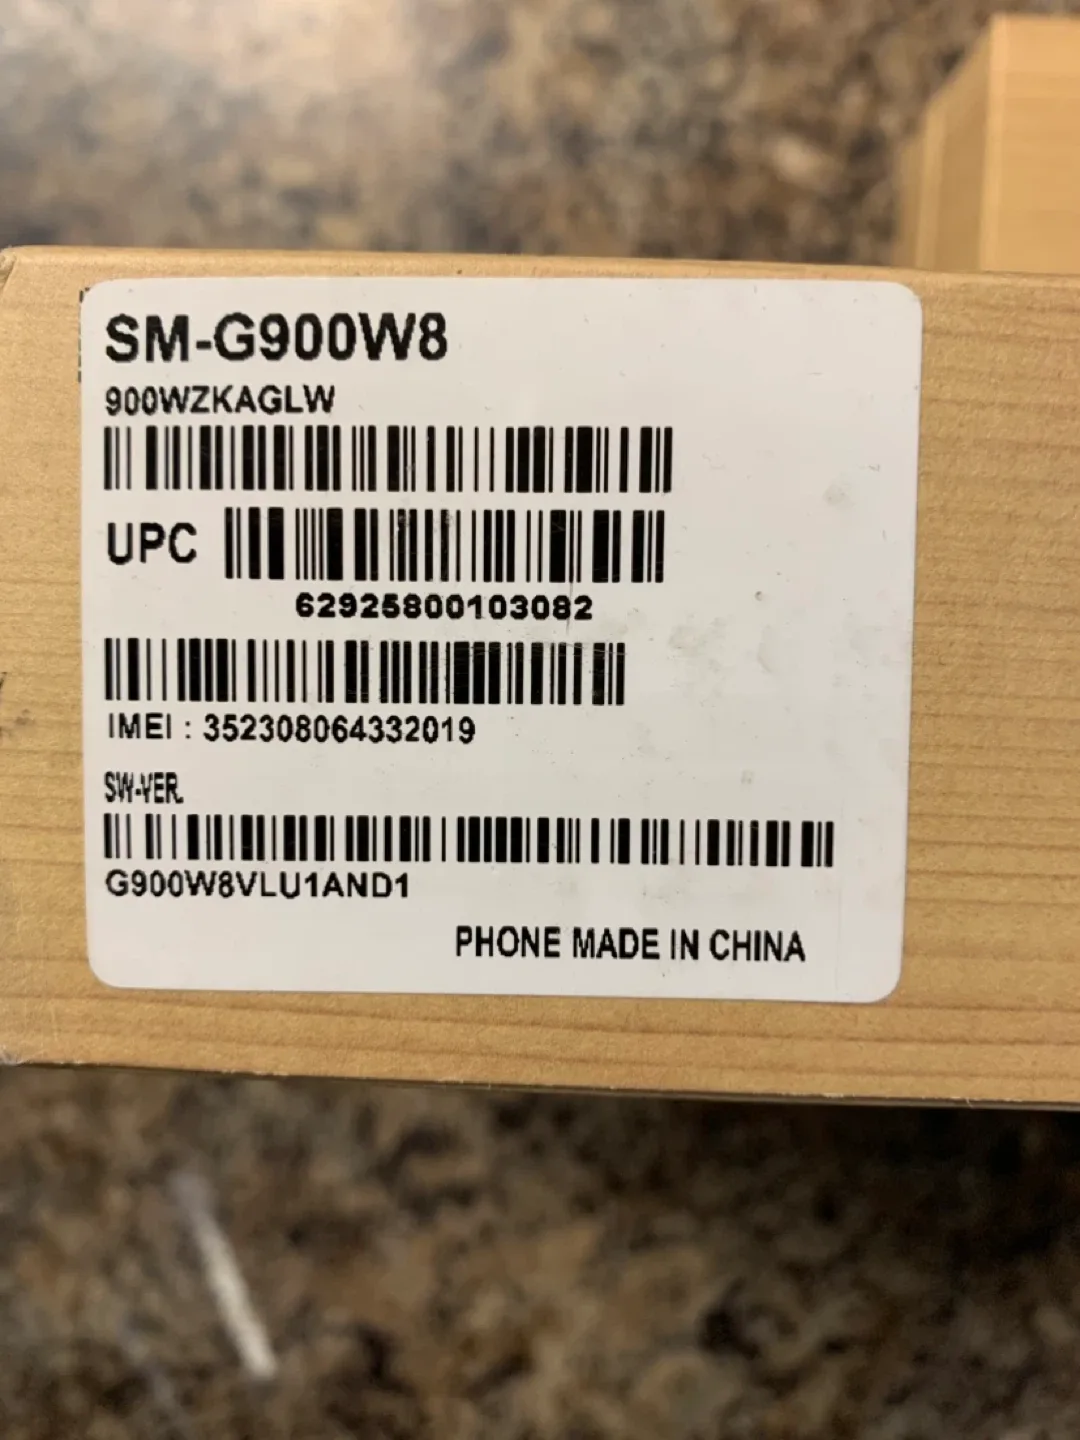 SM-G900W8
900WZKAGLW
UPC
62925800103082
IMEI : 352308064332019
SW-VER.
G900W8VLU1AND1
PHONE MADE IN CHINA